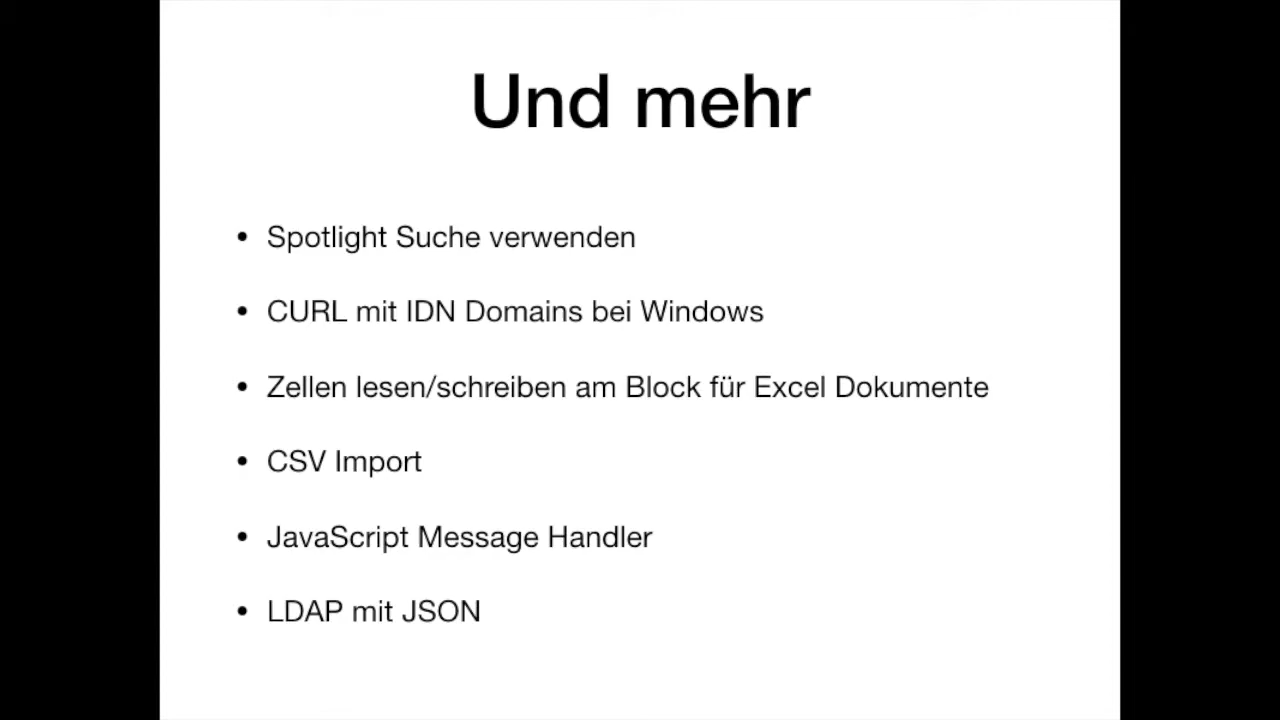 Und mehr
• Spotlight Suche verwenden
• CURL mit IDN Domains bei Windows
• Zellen lesen/schreiben am Block für Excel Dokumente
• CSV Import
• JavaScript Message Handler
• LDAP mit JSON